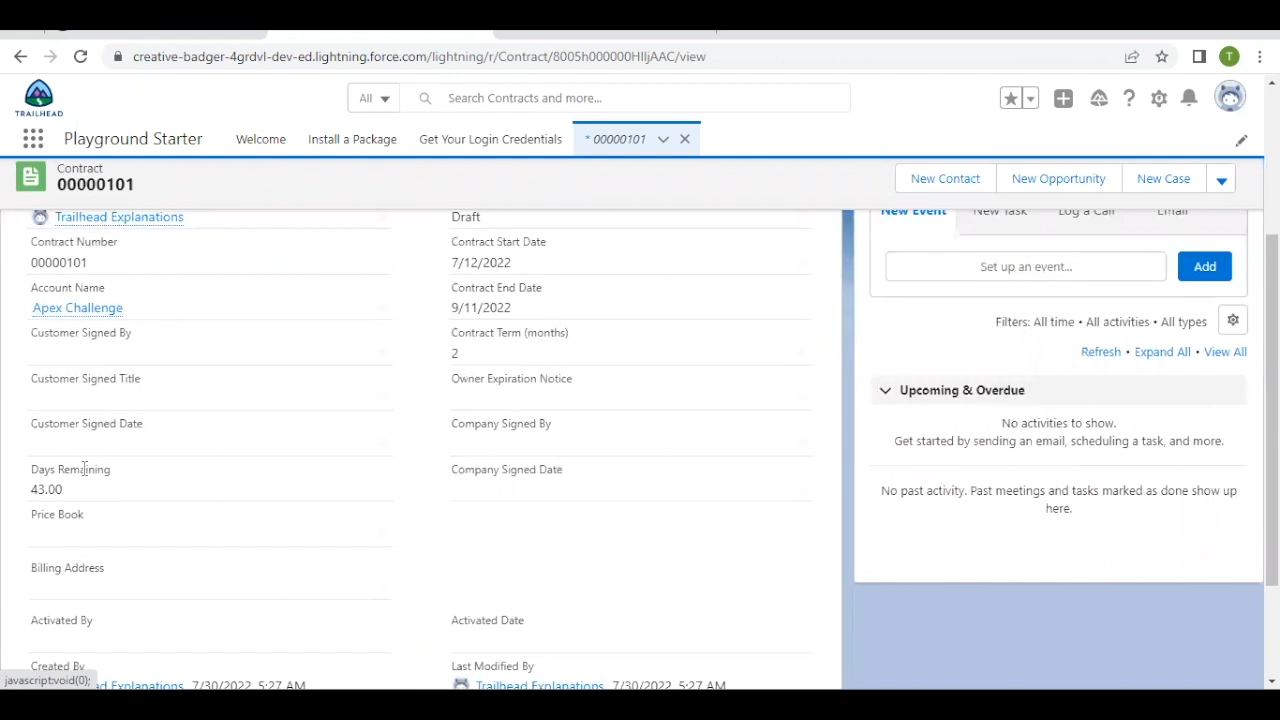 creative-badger-4grdvl-dev-ed.lightning.force.com/lightning/r/Contract/8005h000000HlIjAAC/view
T
TRAILHEAD
All
Search Contracts and more...
Playground Starter
Welcome
Install a Package
Get Your Login Credentials
* 00000101
Contract
00000101
New Contact
New Opportunity
New Case
Trailhead Explanations
Draft
Contract Number
00000101
Contract Start Date
7/12/2022
Account Name
Apex Challenge
Contract End Date
9/11/2022
Customer Signed By
Contract Term (months)
2
Customer Signed Title
Owner Expiration Notice
Customer Signed Date
Company Signed By
Days Remaining
43.00
Company Signed Date
Price Book
Billing Address
Activated By
Activated Date
Created By
Last Modified By
ad Explanations, 7/30/2022, 5:27 AM
Trailhead Explanations, 7/30/2022, 5:27 AM
javascript:void(0);
New Event
New Task
Log a Call
Email
Set up an event...
Add
Filters: All time • All activities • All types
Refresh • Expand All • View All
Upcoming & Overdue
No activities to show.
Get started by sending an email, scheduling a task, and more.
No past activity. Past meetings and tasks marked as done show up
here.